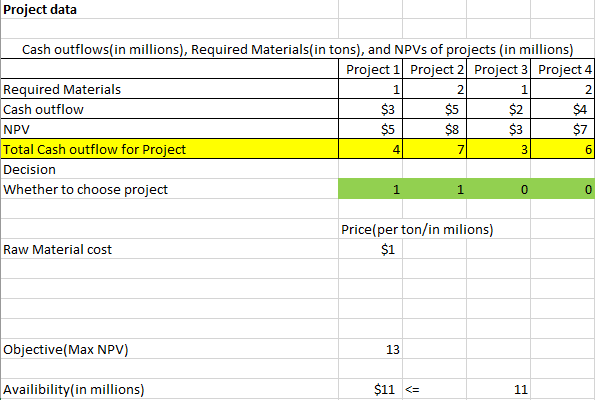 Project data
Cash outflows(in millions), Required Materials(in tons), and NPVs of projects (in millions)
Project 1 Project 2 Project 3 Project 4
Required Materials 1 2 1 2
Cash outflow $3 $5 $2 $4
NPV $5 $8 $3 $7
Total Cash outflow for Project 4 7 3 6
Decision
Whether to choose project 1 1 0 0
Price(per ton/in milions)
Raw Material cost $1
Objective(Max NPV) 13
Availibility(in millions) $11 <= 11